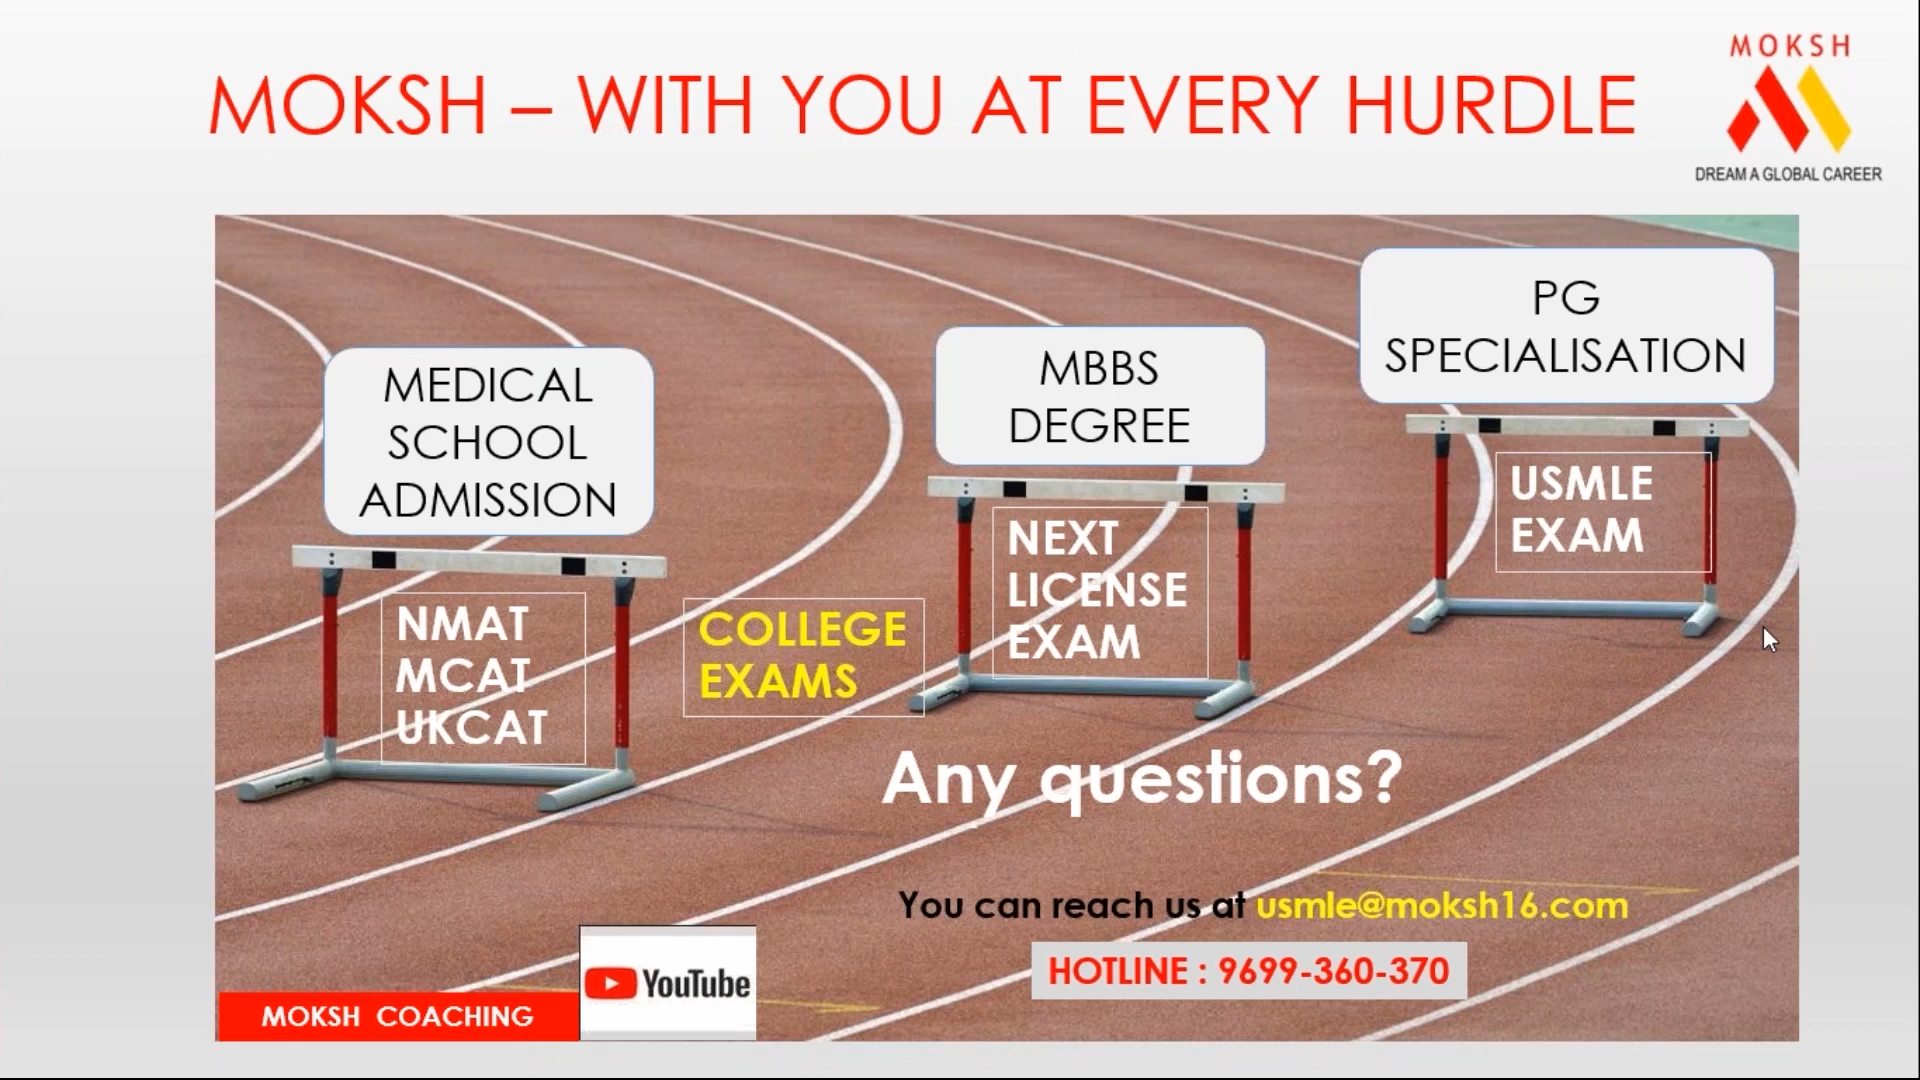 MOKSH – WITH YOU AT EVERY HURDLE
MOKSH
DREAM A GLOBAL CAREER
MEDICAL
SCHOOL
ADMISSION
NMAT
MCAT
UKCAT
COLLEGE
EXAMS
MBBS
DEGREE
NEXT
LICENSE
EXAM
PG
SPECIALISATION
USMLE
EXAM
Any questions?
You can reach us at usmle@moksh16.com
HOTLINE : 9699-360-370
MOKSH COACHING
YouTube